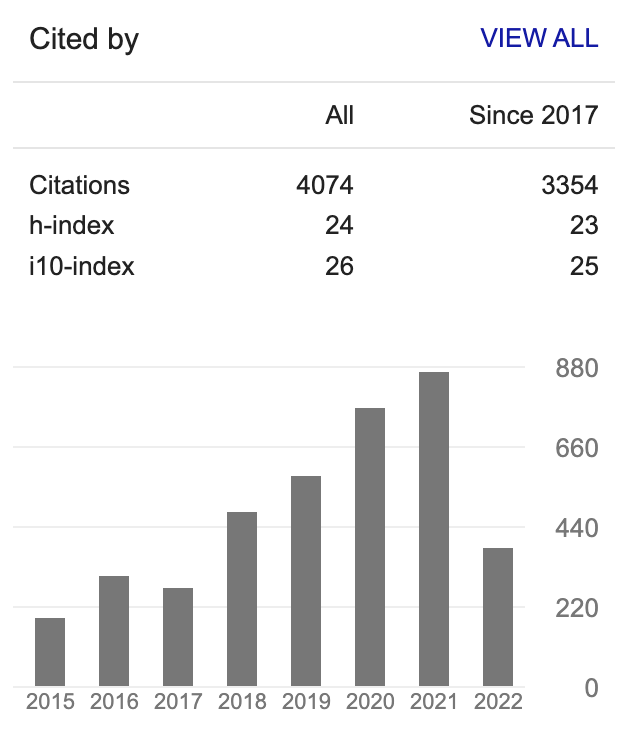 Cited by VIEW ALL
All Since 2017
Citations 4074 3354
h-index 24 23
i10-index 26 25
880
660
440
220
0
2015 2016 2017 2018 2019 2020 2021 2022